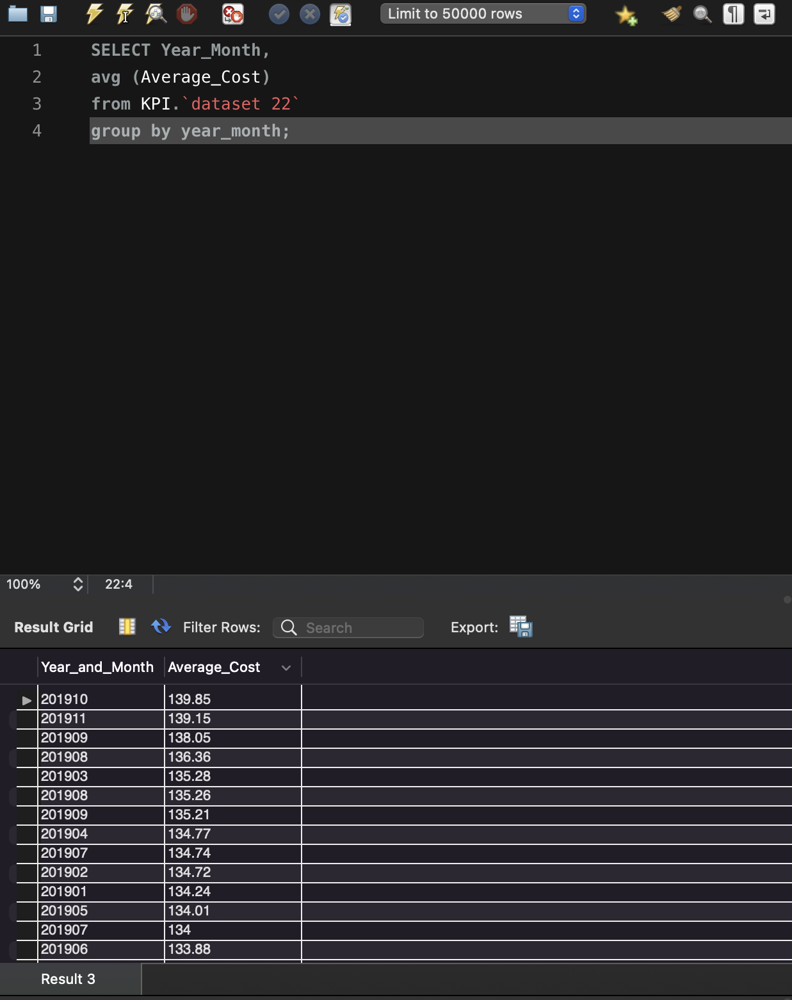 Limit to 50000 rows
1 SELECT Year_Month,
2 avg (Average_Cost)
3 from KPI.`dataset 22`
4 group by year_month;
100% 22:4
Result Grid Filter Rows: Search Export:
Year_and_Month Average_Cost
201910 139.85
201911 139.15
201909 138.05
201908 136.36
201903 135.28
201908 135.26
201909 135.21
201904 134.77
201907 134.74
201902 134.72
201901 134.24
201905 134.01
201907 134
201906 133.88
Result 3